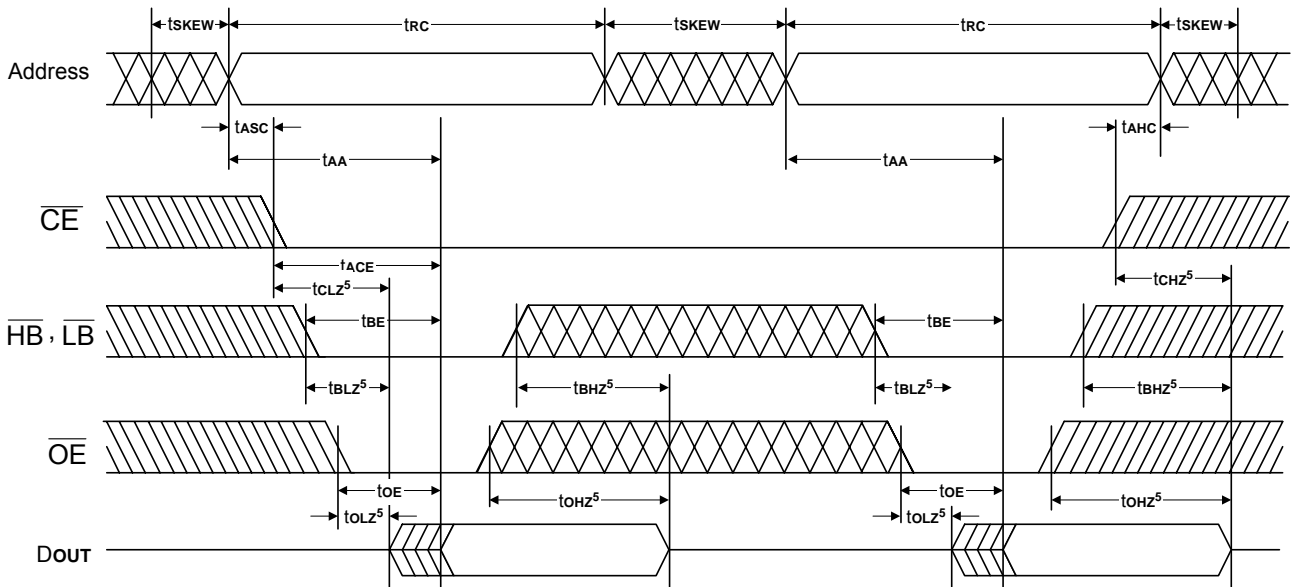 tSKEW tRC tSKEW tRC tSKEW
Address
tASC tAHC
tAA tAA
CE
tACE
tCLZ5 tCHZ5
HB , LB tBE tBE
tBLZ5 tBHZ5 tBLZ5 tBHZ5
OE
tOE tOE
tOLZ5 tOHZ5 tOLZ5 tOHZ5
DOUT